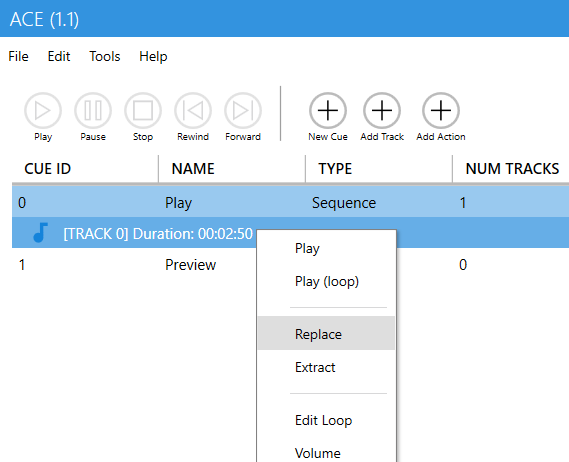 ACE (1.1)
File Edit Tools Help
Play Pause Stop Rewind Forward New Cue Add Track Add Action
CUE ID NAME TYPE NUM TRACKS
0 Play Sequence 1
[TRACK 0] Duration: 00:02:50
1 Preview 0
Play
Play (loop)
Replace
Extract
Edit Loop
Volume